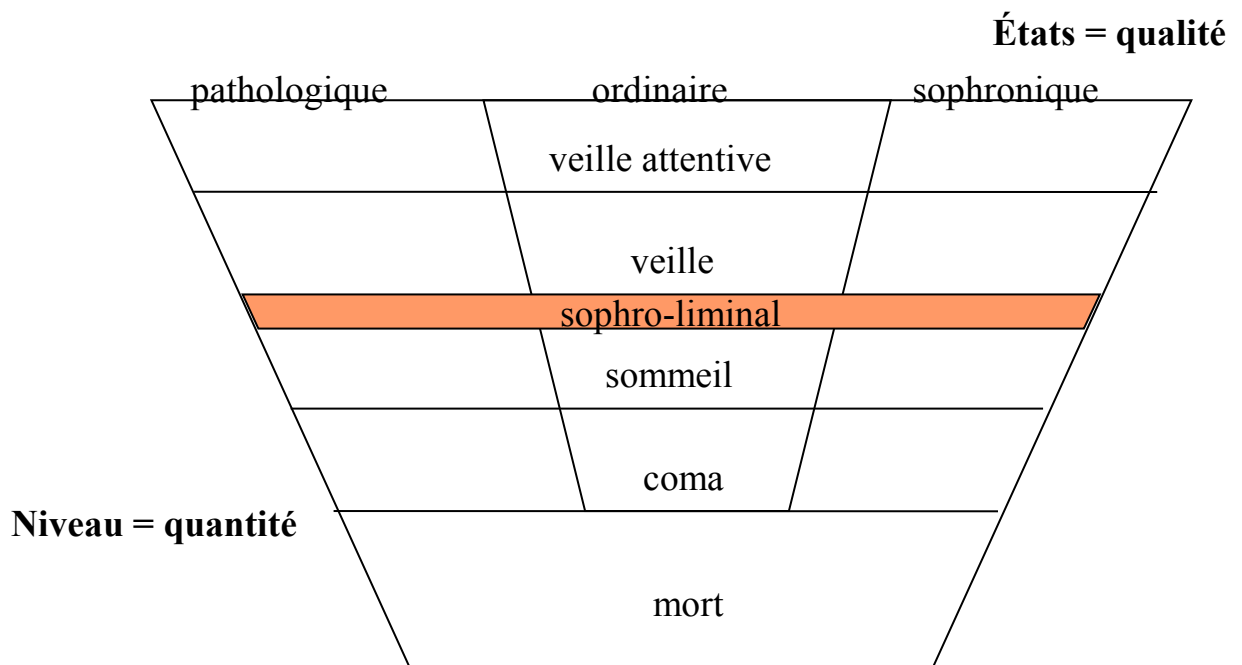 États = qualité
pathologique ordinaire sophronique
veille attentive
veille
sophro-liminal
sommeil
coma
Niveau = quantité
mort